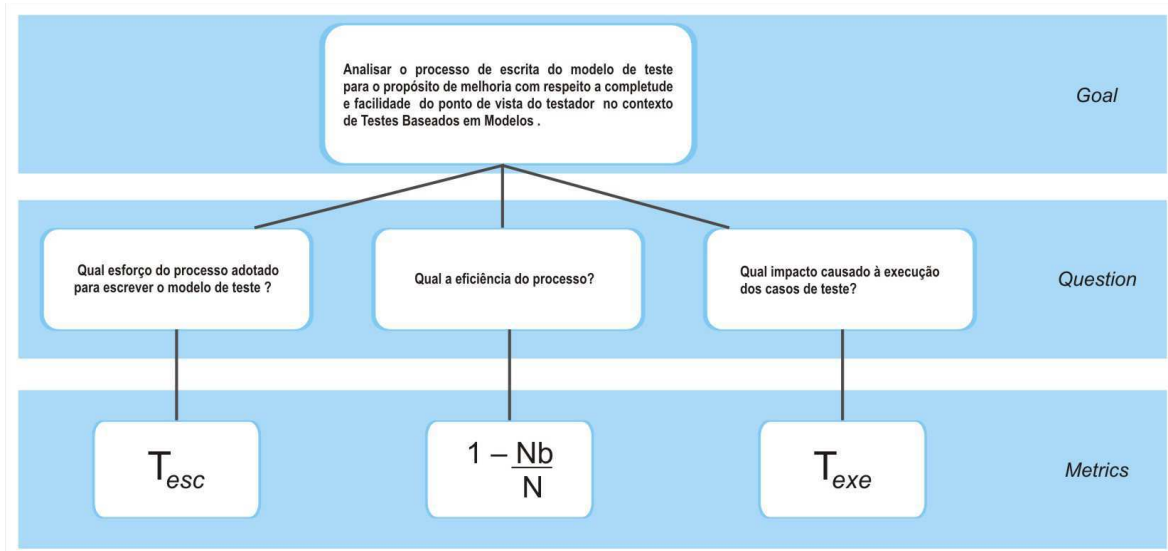 Analisar o processo de escrita do modelo de teste
para o propósito de melhoria com respeito a completude
e facilidade do ponto de vista do testador no contexto
de Testes Baseados em Modelos .
Goal
Qual esforço do processo adotado
para escrever o modelo de teste ?
Qual a eficiência do processo?
Qual impacto causado à execução
dos casos de teste?
Question
Tesc
1 – Nb
N
Texe
Metrics